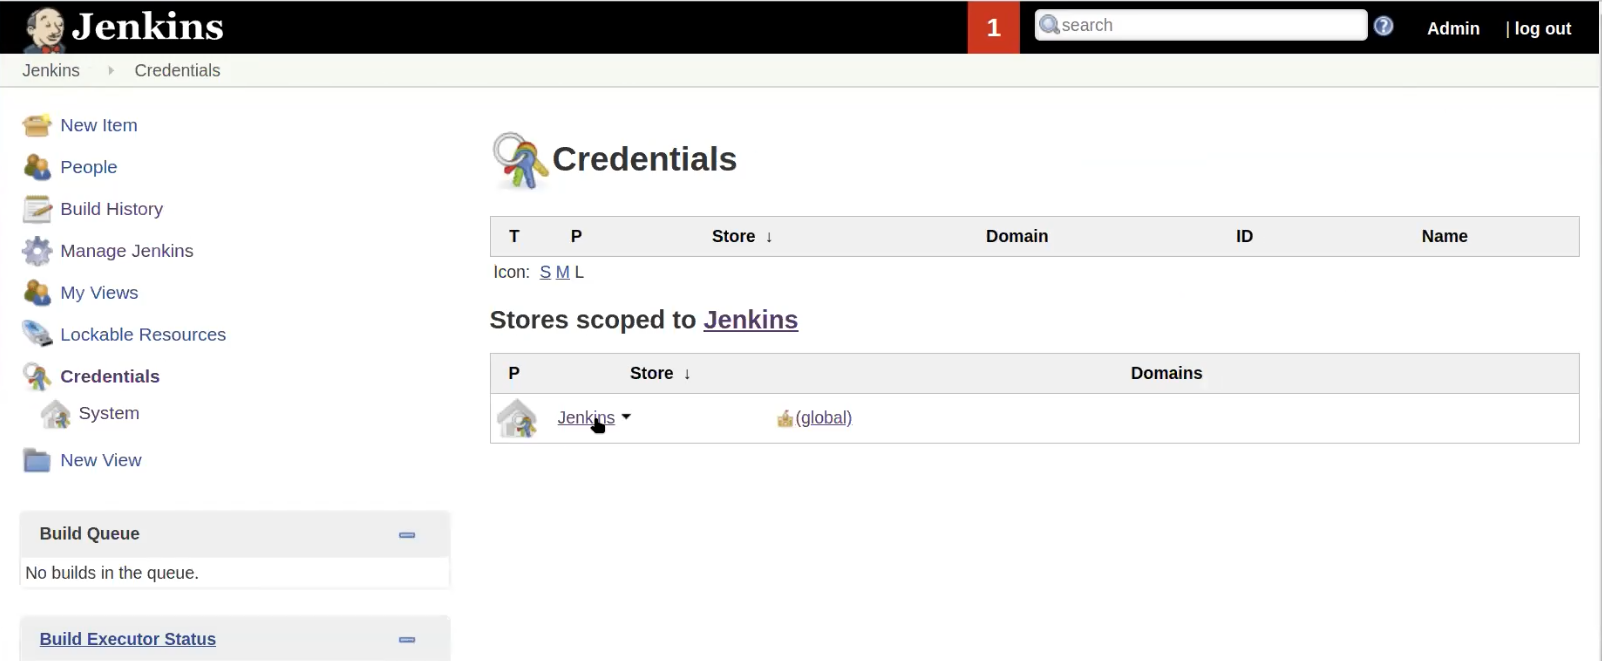 Jenkins
1
search
Admin | log out
Jenkins Credentials
New Item
People
Build History
Manage Jenkins
My Views
Lockable Resources
Credentials
System
New View
Build Queue
No builds in the queue.
Build Executor Status
Credentials
T P Store ↓ Domain ID Name
Icon: S M L
Stores scoped to Jenkins
P Store ↓ Domains
Jenkins (global)